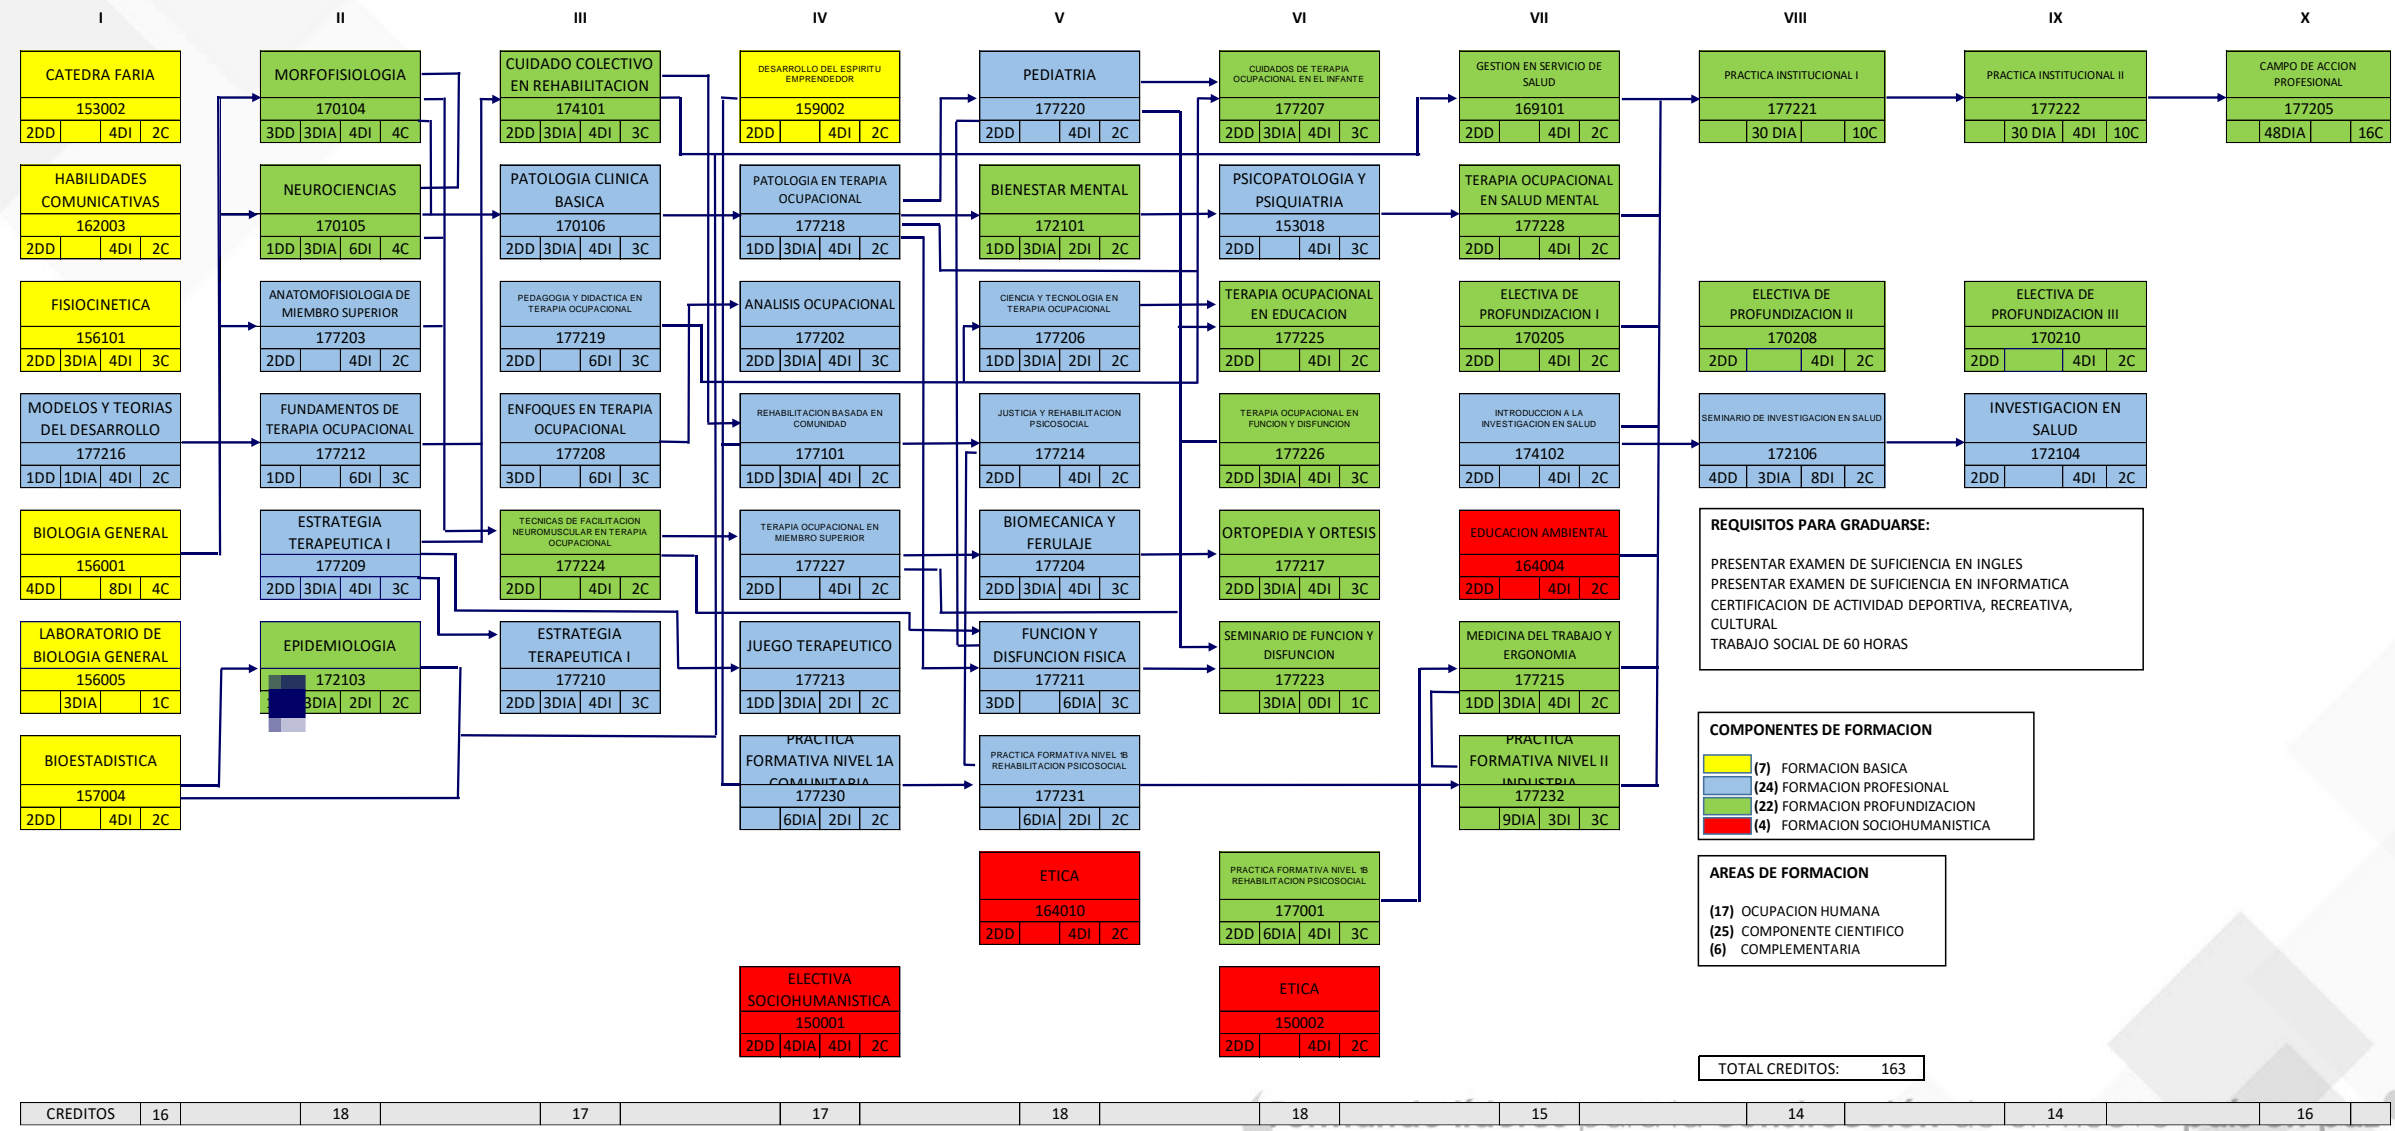 I II III IV V VI VII VIII IX X
CATEDRA FARIA
153002
2DD 4DI 2C
HABILIDADES
COMUNICATIVAS
162003
2DD 4DI 2C
FISIOCINETICA
156101
2DD 3DIA 4DI 3C
MODELOS Y TEORIAS
DEL DESARROLLO
177216
1DD 1DIA 4DI 2C
BIOLOGIA GENERAL
156001
4DD 8DI 4C
LABORATORIO DE
BIOLOGIA GENERAL
156005
3DIA 1C
BIOESTADISTICA
157004
2DD 4DI 2C
MORFOFISIOLOGIA
170104
3DD 3DIA 4DI 4C
NEUROCIENCIAS
170105
1DD 3DIA 6DI 4C
ANATOMOFISIOLOGIA DE
MIEMBRO SUPERIOR
177203
2DD 4DI 2C
FUNDAMENTOS DE
TERAPIA OCUPACIONAL
177212
1DD 6DI 3C
ESTRATEGIA
TERAPEUTICA I
177209
2DD 3DIA 4DI 3C
EPIDEMIOLOGIA
172103
3DIA 2DI 2C
CUIDADO COLECTIVO
EN REHABILITACION
174101
2DD 3DIA 4DI 3C
PATOLOGIA CLINICA
BASICA
170106
2DD 3DIA 4DI 3C
PEDAGOGIA Y DIDACTICA EN
TERAPIA OCUPACIONAL
177219
2DD 6DI 3C
ENFOQUES EN TERAPIA
OCUPACIONAL
177208
3DD 6DI 3C
TECNICAS DE FACILITACION
NEUROMUSCULAR EN TERAPIA
OCUPACIONAL
177224
2DD 4DI 2C
ESTRATEGIA
TERAPEUTICA I
177210
2DD 3DIA 4DI 3C
DESARROLLO DEL ESPIRITU
EMPRENDEDOR
159002
2DD 4DI 2C
PATOLOGIA EN TERAPIA
OCUPACIONAL
177218
1DD 3DIA 4DI 2C
ANALISIS OCUPACIONAL
177202
2DD 3DIA 4DI 3C
REHABILITACION BASADA EN
COMUNIDAD
177101
1DD 3DIA 4DI 2C
TERAPIA OCUPACIONAL EN
MIEMBRO SUPERIOR
177227
2DD 4DI 2C
JUEGO TERAPEUTICO
177213
1DD 3DIA 2DI 2C
PRACTICA
FORMATIVA NIVEL 1A
COMUNITARIA
177230
6DIA 2DI 2C
ELECTIVA
SOCIOHUMANISTICA
150001
2DD 4DIA 4DI 2C
PEDIATRIA
177220
2DD 4DI 2C
BIENESTAR MENTAL
172101
1DD 3DIA 2DI 2C
CIENCIA Y TECNOLOGIA EN
TERAPIA OCUPACIONAL
177206
1DD 3DIA 2DI 2C
JUSTICIA Y REHABILITACION
PSICOSOCIAL
177214
2DD 4DI 2C
BIOMECANICA Y
FERULAJE
177204
2DD 3DIA 4DI 3C
FUNCION Y
DISFUNCION FISICA
177211
3DD 6DIA 3C
PRACTICA FORMATIVA NIVEL 1B
REHABILITACION PSICOSOCIAL
177231
6DIA 2DI 2C
ETICA
164010
2DD 4DI 2C
CUIDADOS DE TERAPIA
OCUPACIONAL EN EL INFANTE
177207
2DD 3DIA 4DI 3C
PSICOPATOLOGIA Y
PSIQUIATRIA
153018
2DD 4DI 3C
TERAPIA OCUPACIONAL
EN EDUCACION
177225
2DD 4DI 2C
TERAPIA OCUPACIONAL EN
FUNCION Y DISFUNCION
177226
2DD 3DIA 4DI 3C
ORTOPEDIA Y ORTESIS
177217
2DD 3DIA 4DI 3C
SEMINARIO DE FUNCION Y
DISFUNCION
177223
3DIA 0DI 1C
PRACTICA FORMATIVA NIVEL 1B
REHABILITACION PSICOSOCIAL
177001
2DD 6DIA 4DI 3C
ETICA
150002
2DD 4DI 2C
GESTION EN SERVICIO DE
SALUD
169101
2DD 4DI 2C
TERAPIA OCUPACIONAL
EN SALUD MENTAL
177228
2DD 4DI 2C
ELECTIVA DE
PROFUNDIZACION I
170205
2DD 4DI 2C
INTRODUCCION A LA
INVESTIGACION EN SALUD
174102
2DD 4DI 2C
EDUCACION AMBIENTAL
164004
2DD 4DI 2C
MEDICINA DEL TRABAJO Y
ERGONOMIA
177215
1DD 3DIA 4DI 2C
PRACTICA
FORMATIVA NIVEL II
INDUSTRIA
177232
9DIA 3DI 3C
PRACTICA INSTITUCIONAL I
177221
30 DIA 10C
ELECTIVA DE
PROFUNDIZACION II
170208
2DD 4DI 2C
SEMINARIO DE INVESTIGACION EN SALUD
172106
4DD 3DIA 8DI 2C
PRACTICA INSTITUCIONAL II
177222
30 DIA 4DI 10C
ELECTIVA DE
PROFUNDIZACION III
170210
2DD 4DI 2C
INVESTIGACION EN
SALUD
172104
2DD 4DI 2C
CAMPO DE ACCION
PROFESIONAL
177205
48DIA 16C
REQUISITOS PARA GRADUARSE:
PRESENTAR EXAMEN DE SUFICIENCIA EN INGLES
PRESENTAR EXAMEN DE SUFICIENCIA EN INFORMATICA
CERTIFICACION DE ACTIVIDAD DEPORTIVA, RECREATIVA,
CULTURAL
TRABAJO SOCIAL DE 60 HORAS
COMPONENTES DE FORMACION
(7) FORMACION BASICA
(24) FORMACION PROFESIONAL
(22) FORMACION PROFUNDIZACION
(4) FORMACION SOCIOHUMANISTICA
AREAS DE FORMACION
(17) OCUPACION HUMANA
(25) COMPONENTE CIENTIFICO
(6) COMPLEMENTARIA
TOTAL CREDITOS: 163
CREDITOS 16 18 17 17 18 18 15 14 14 16